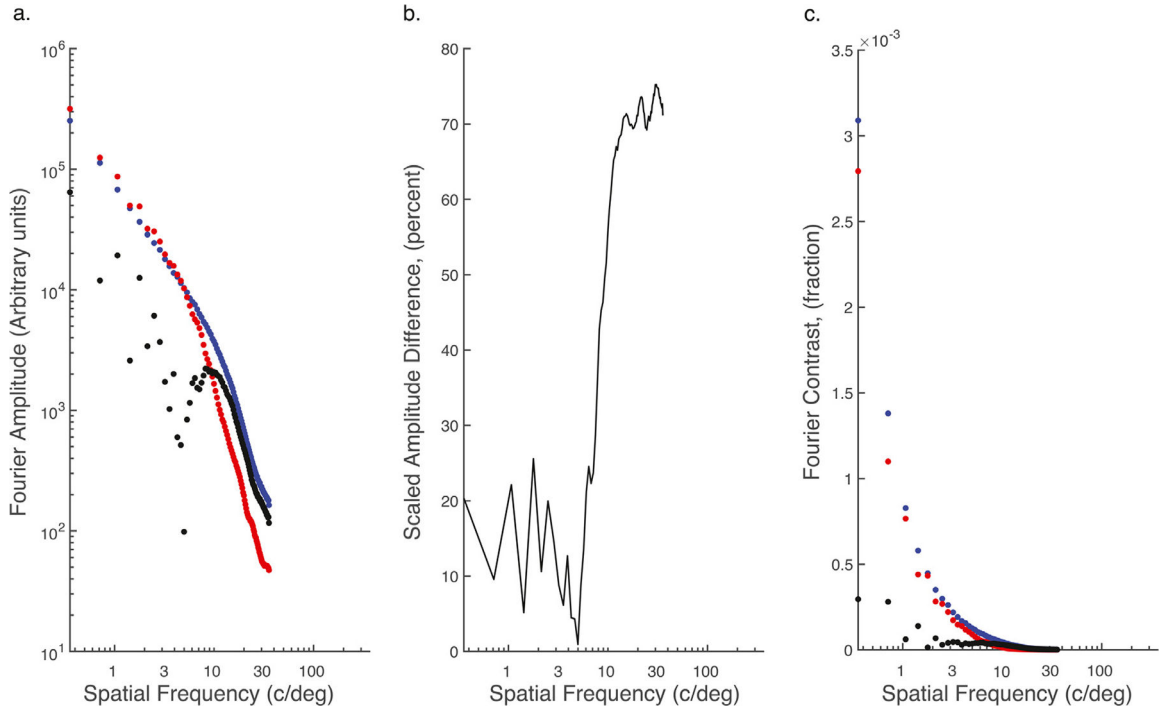 a.
10^6
10^5
10^4
10^3
10^2
10^1
Fourier Amplitude (Arbitrary units)
1 3 10 30 100
Spatial Frequency (c/deg)
b.
80
70
60
50
40
30
20
10
0
Scaled Amplitude Difference, (percent)
1 3 10 30 100
Spatial Frequency (c/deg)
c.
×10^-3
3.5
3
2.5
2
1.5
1
0.5
0
Fourier Contrast, (fraction)
1 3 10 30 100
Spatial Frequency (c/deg)